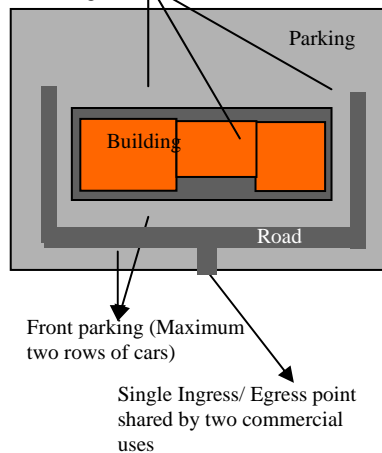 Parking
Building
Road
Front parking (Maximum
two rows of cars)
Single Ingress/ Egress point
shared by two commercial
uses